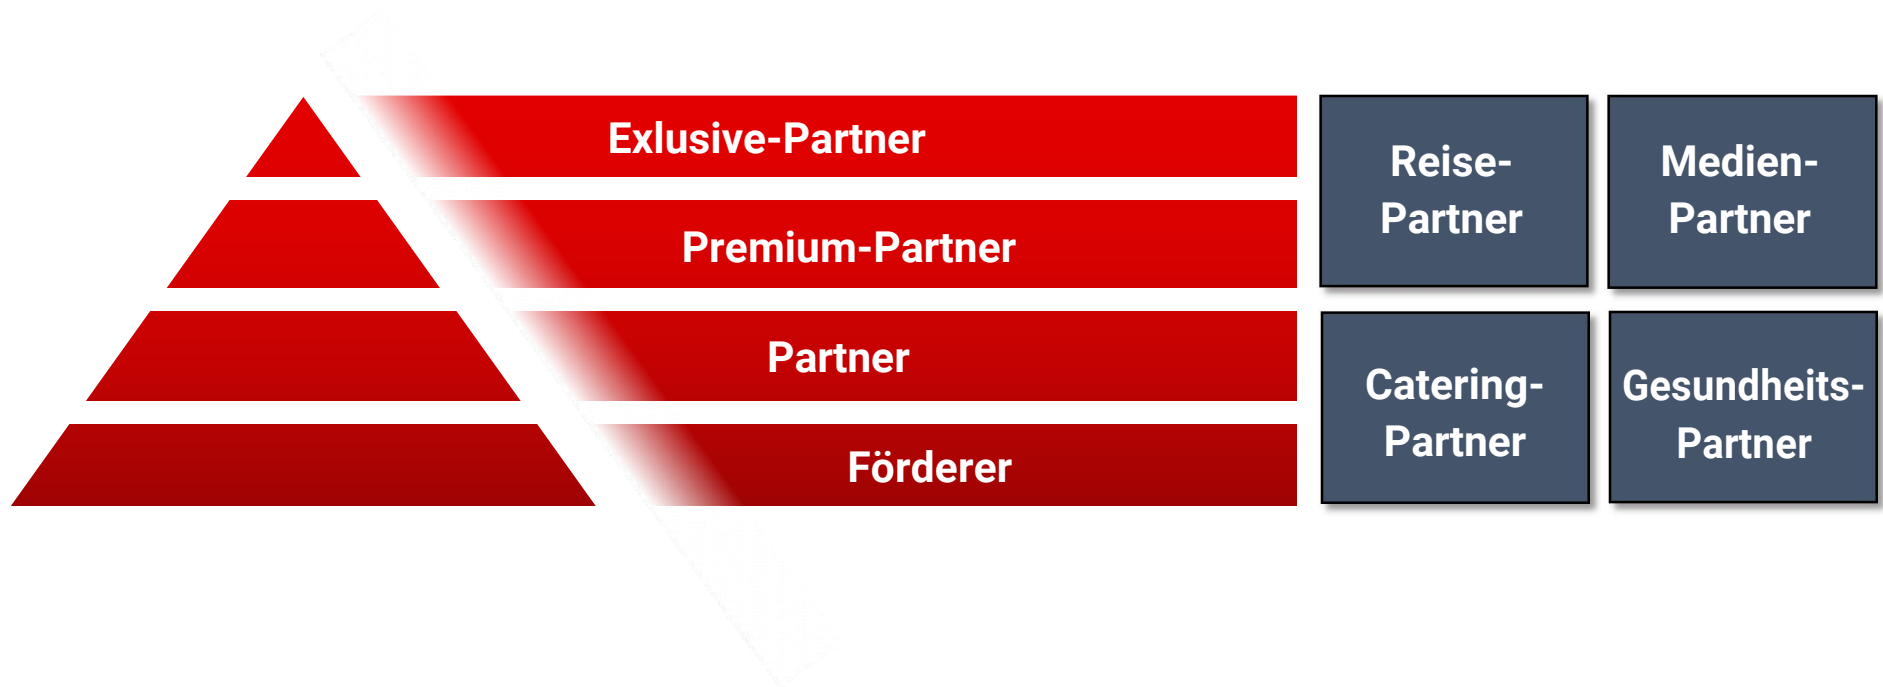 Exlusive-Partner
Premium-Partner
Partner
Förderer
Reise-
Partner
Medien-
Partner
Catering-
Partner
Gesundheits-
Partner